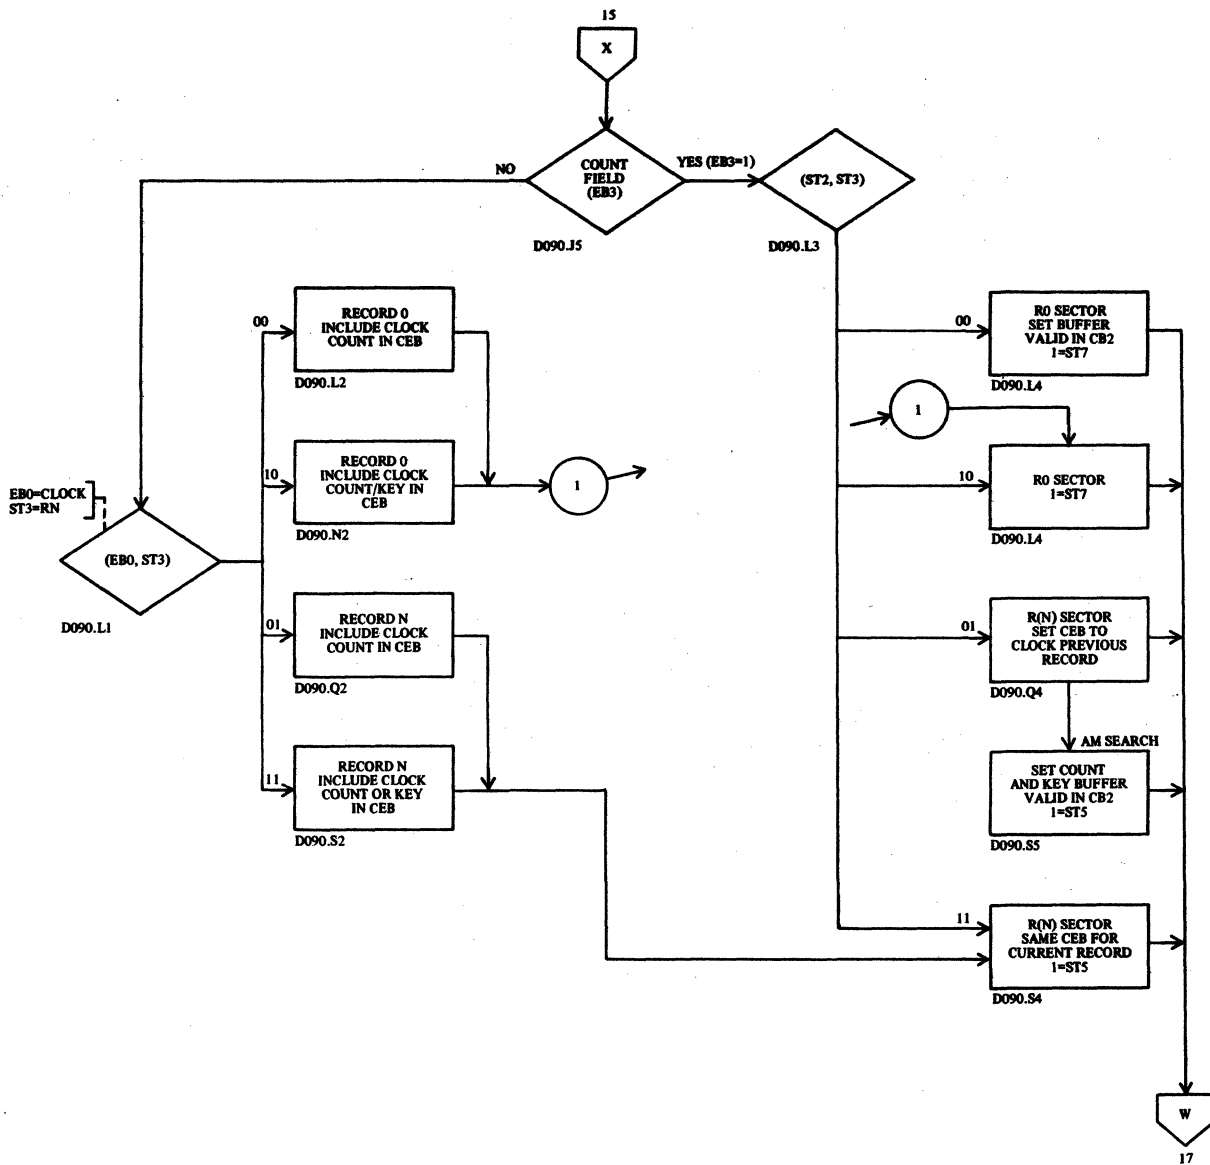 15
X
COUNT
FIELD
(EB3)
NO
YES (EB3=1)
(ST2, ST3)
D090.J5
D090.L3
RECORD 0
INCLUDE CLOCK
COUNT IN CEB
00
D090.L2
R0 SECTOR
SET BUFFER
VALID IN CB2
1=ST7
00
D090.L4
1
RECORD 0
INCLUDE CLOCK
COUNT/KEY IN
CEB
10
D090.N2
1
R0 SECTOR
1=ST7
10
D090.L4
EB0=CLOCK
ST3=RN
(EB0, ST3)
D090.L1
RECORD N
INCLUDE CLOCK
COUNT IN CEB
01
D090.Q2
R(N) SECTOR
SET CEB TO
CLOCK PREVIOUS
RECORD
01
D090.Q4
AM SEARCH
RECORD N
INCLUDE CLOCK
COUNT OR KEY
IN CEB
11
D090.S2
SET COUNT
AND KEY BUFFER
VALID IN CB2
1=ST5
D090.S5
11
R(N) SECTOR
SAME CEB FOR
CURRENT RECORD
1=ST5
D090.S4
W
17